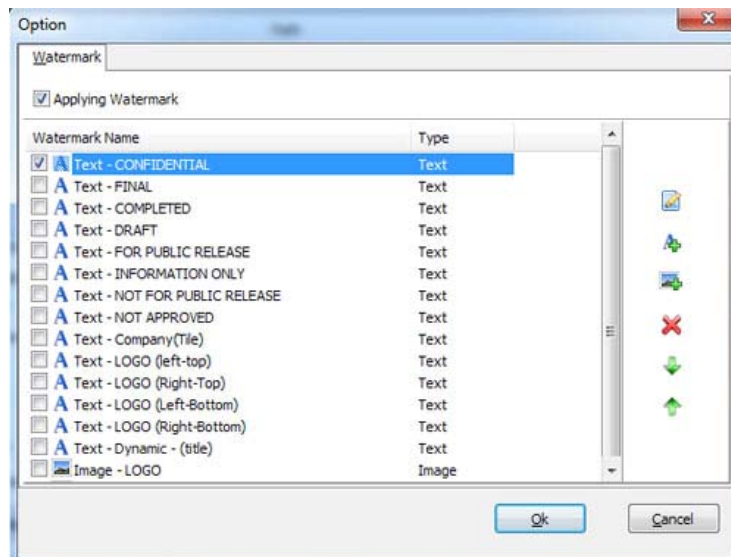 Option
Watermark
Applying Watermark
Watermark Name Type
Text - CONFIDENTIAL Text
Text - FINAL Text
Text - COMPLETED Text
Text - DRAFT Text
Text - FOR PUBLIC RELEASE Text
Text - INFORMATION ONLY Text
Text - NOT FOR PUBLIC RELEASE Text
Text - NOT APPROVED Text
Text - Company(Tile) Text
Text - LOGO (left-top) Text
Text - LOGO (Right-Top) Text
Text - LOGO (Left-Bottom) Text
Text - LOGO (Right-Bottom) Text
Text - Dynamic - (title) Text
Image - LOGO Image
Ok Cancel